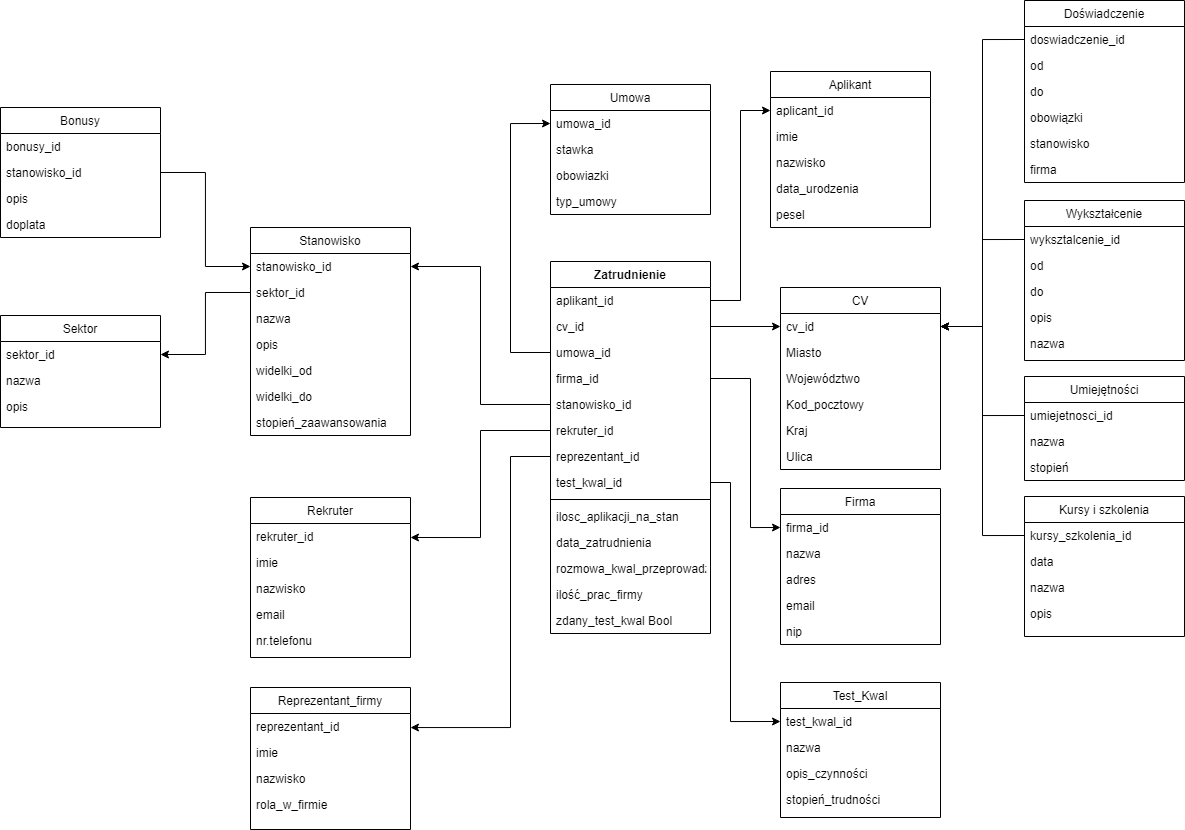 Bonusy
bonusy_id
stanowisko_id
opis
doplata
Sektor
sektor_id
nazwa
opis
Stanowisko
stanowisko_id
sektor_id
nazwa
opis
widelki_od
widelki_do
stopień_zaawansowania
Rekruter
rekruter_id
imie
nazwisko
email
nr.telefonu
Reprezentant_firmy
reprezentant_id
imie
nazwisko
rola_w_firmie
Umowa
umowa_id
stawka
obowiazki
typ_umowy
Zatrudnienie
aplikant_id
cv_id
umowa_id
firma_id
stanowisko_id
rekruter_id
reprezentant_id
test_kwal_id
ilosc_aplikacji_na_stan
data_zatrudnienia
rozmowa_kwal_przeprowadz
ilość_prac_firmy
zdany_test_kwal Bool
Aplikant
aplicant_id
imie
nazwisko
data_urodzenia
pesel
CV
cv_id
Miasto
Województwo
Kod_pocztowy
Kraj
Ulica
Firma
firma_id
nazwa
adres
email
nip
Test_Kwal
test_kwal_id
nazwa
opis_czynności
stopień_trudności
Doświadczenie
doswiadczenie_id
od
do
obowiązki
stanowisko
firma
Wykształcenie
wyksztalcenie_id
od
do
opis
nazwa
Umiejętności
umiejetnosci_id
nazwa
stopień
Kursy i szkolenia
kursy_szkolenia_id
data
nazwa
opis